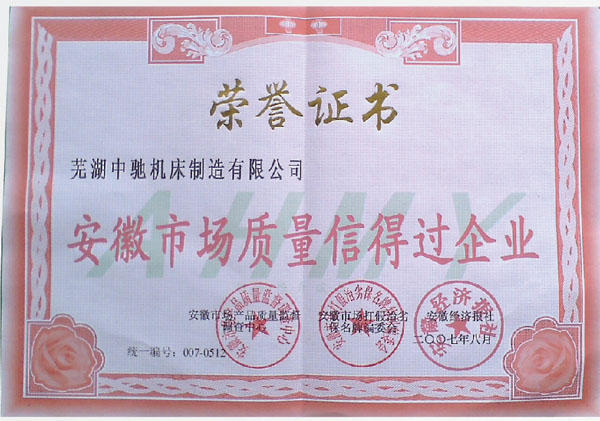 荣誉证书
芜湖中驰机床制造有限公司
AHMY
安徽市场质量信得过企业
安徽市场产品质量监督
调查中心
安徽市场打假治劣
保名牌编委会
安徽经济报社
二〇〇七年八月
统一编号：007-0512